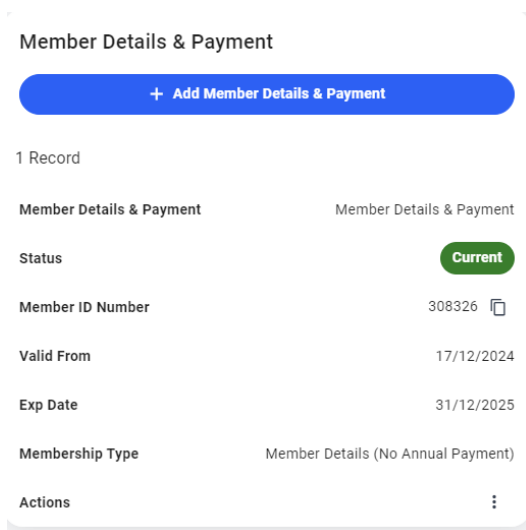 Member Details & Payment
+ Add Member Details & Payment
1 Record
Member Details & Payment Member Details & Payment
Status Current
Member ID Number 308326
Valid From 17/12/2024
Exp Date 31/12/2025
Membership Type Member Details (No Annual Payment)
Actions